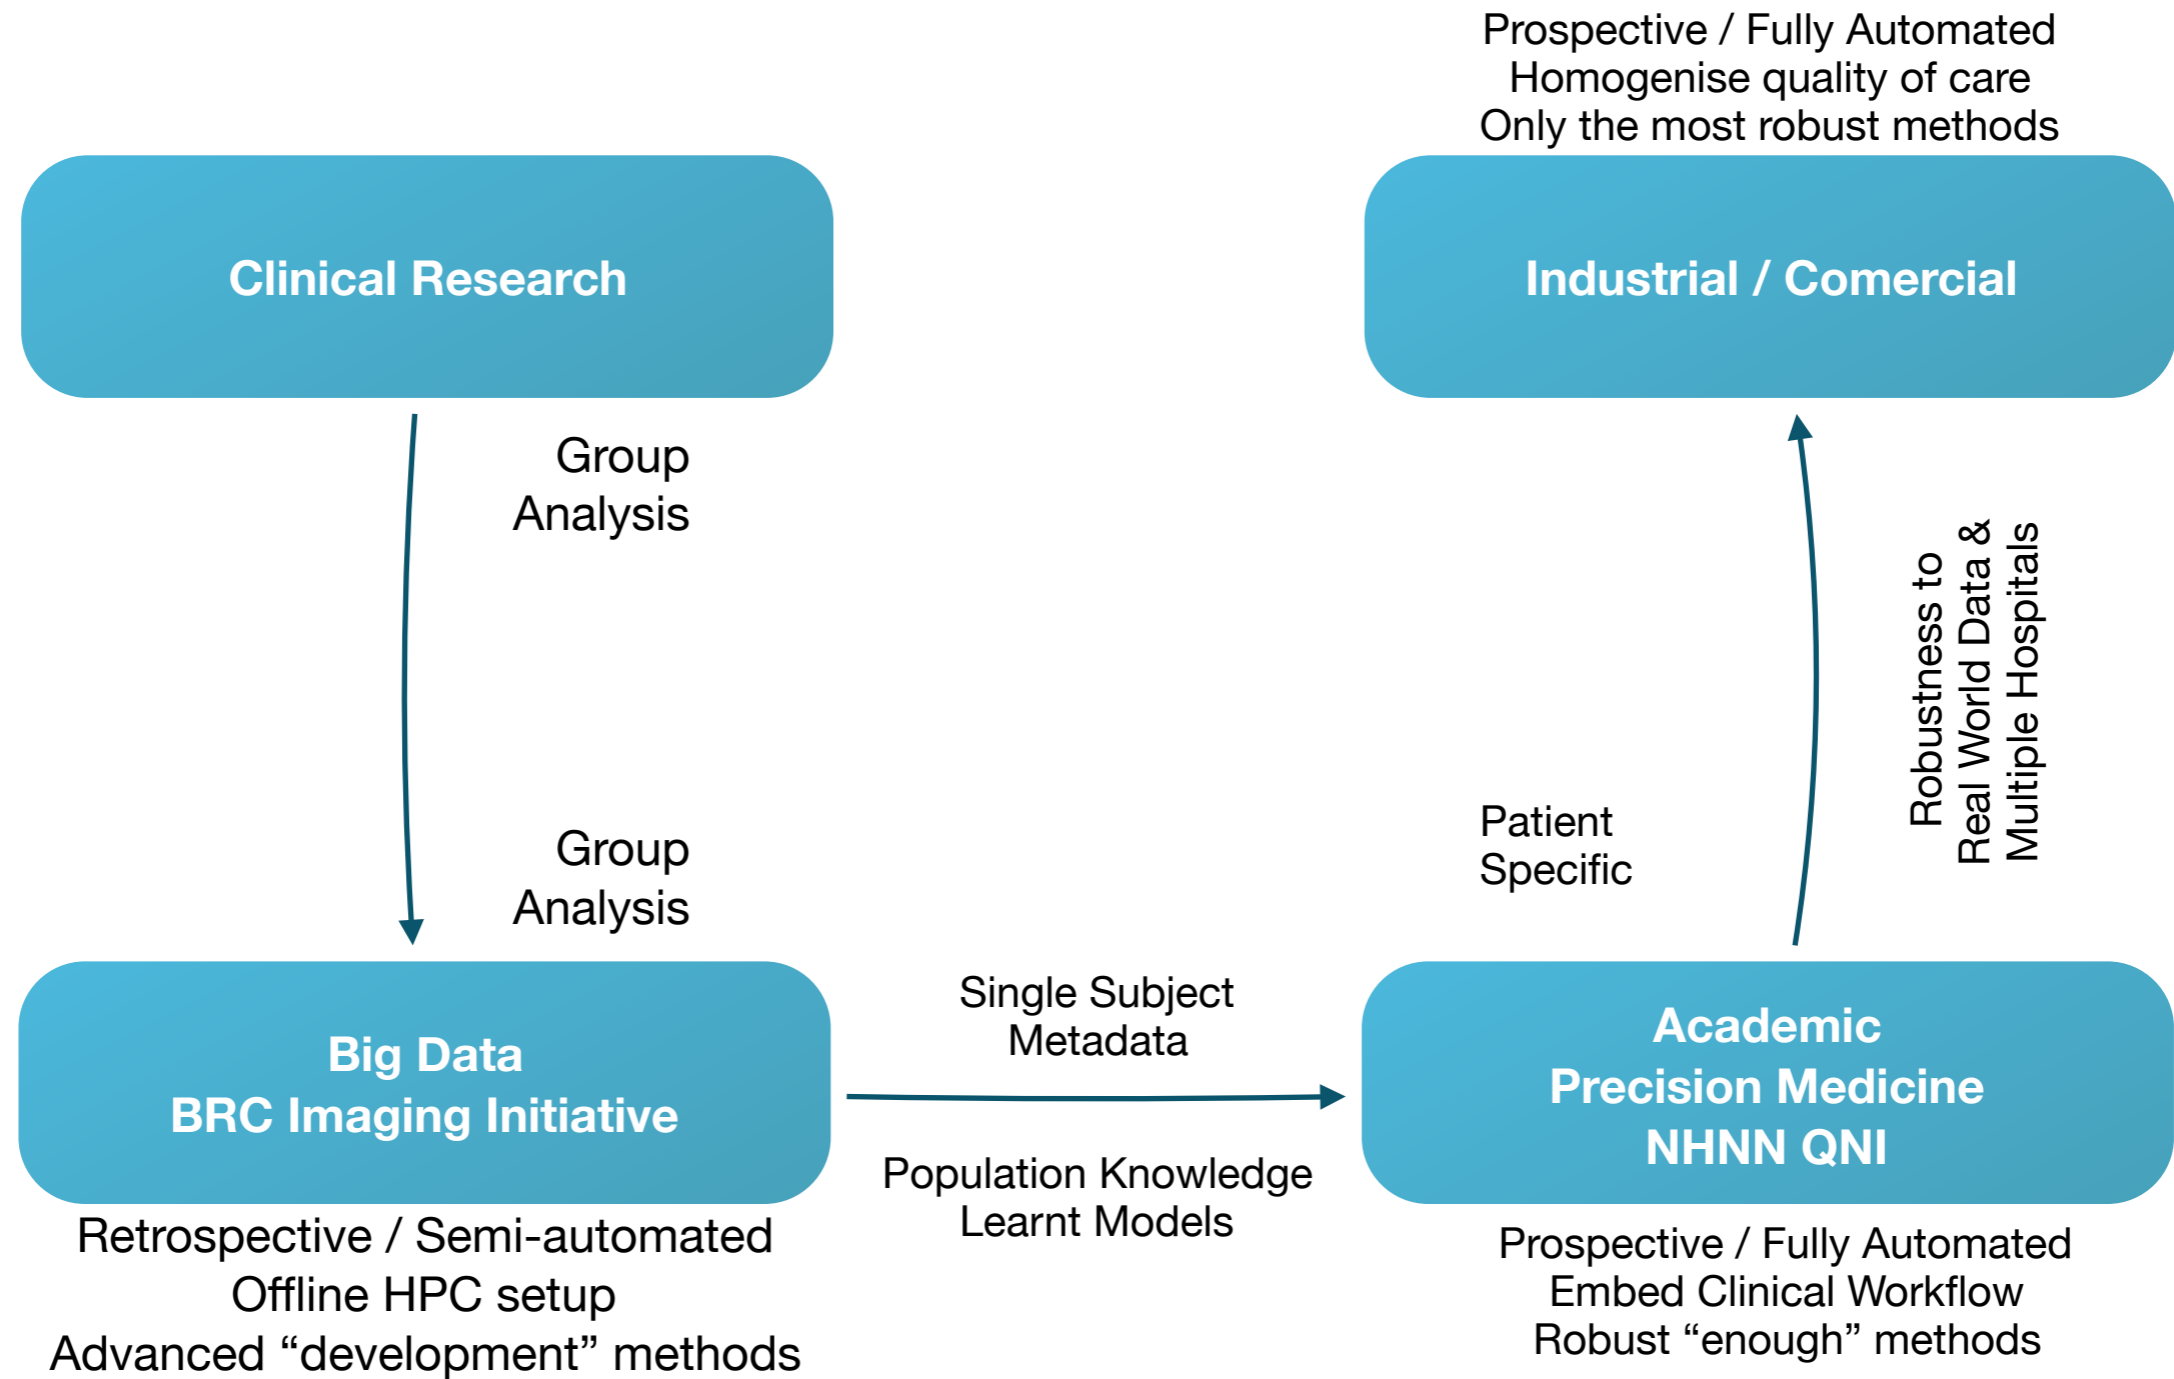 Prospective / Fully Automated
Homogenise quality of care
Only the most robust methods
Clinical Research
Industrial / Comercial
Group
Analysis
Robustness to
Real World Data &
Multiple Hospitals
Patient
Specific
Group
Analysis
Big Data
BRC Imaging Initiative
Single Subject
Metadata
Population Knowledge
Learnt Models
Academic
Precision Medicine
NHNN QNI
Retrospective / Semi-automated
Offline HPC setup
Advanced “development” methods
Prospective / Fully Automated
Embed Clinical Workflow
Robust “enough” methods